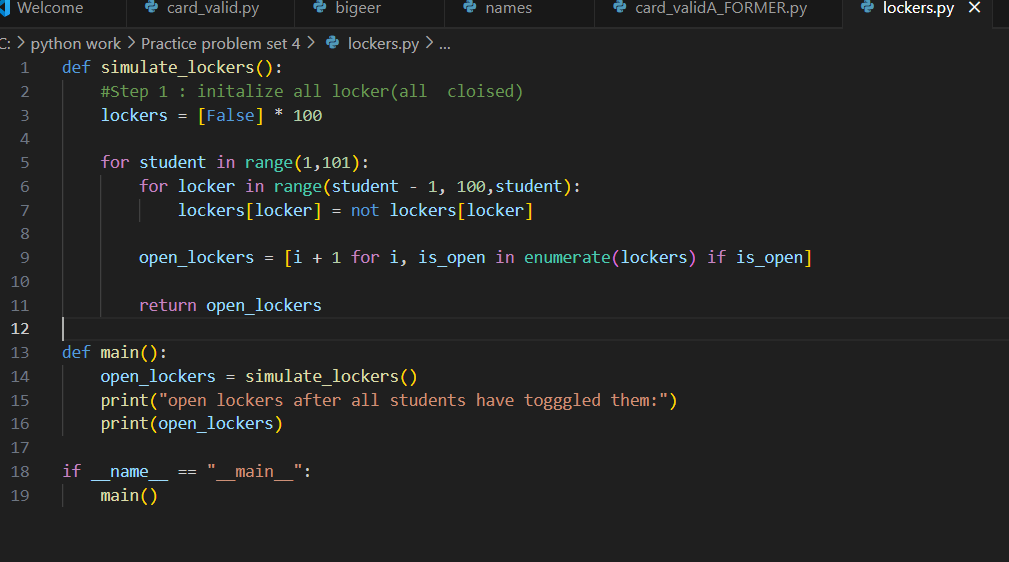 Welcome card_valid.py bigeer names card_validA_FORMER.py lockers.py ×
C: > python work > Practice problem set 4 > lockers.py > ...
1 def simulate_lockers():
2 #Step 1 : initalize all locker(all  cloised)
3 lockers = [False] * 100
4
5 for student in range(1,101):
6 for locker in range(student - 1, 100,student):
7 lockers[locker] = not lockers[locker]
8
9 open_lockers = [i + 1 for i, is_open in enumerate(lockers) if is_open]
10
11 return open_lockers
12
13 def main():
14 open_lockers = simulate_lockers()
15 print("open lockers after all students have togggled them:")
16 print(open_lockers)
17
18 if __name__ == "__main__":
19 main()